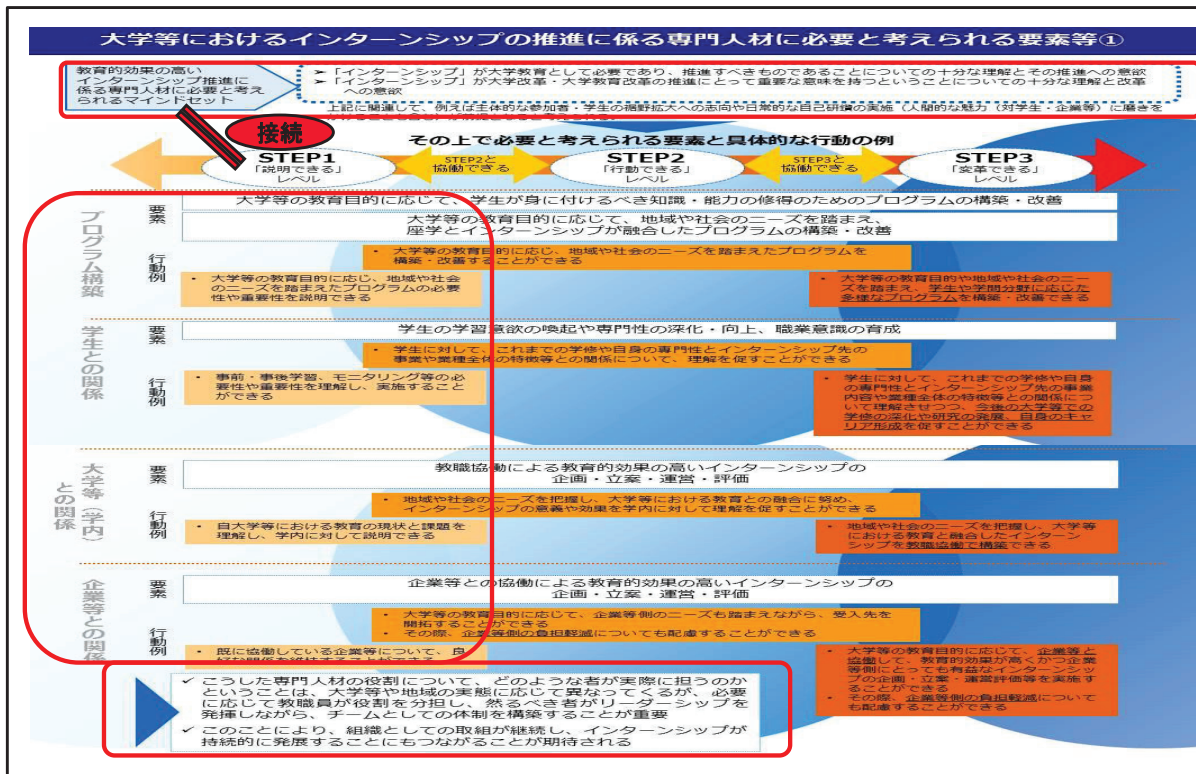 大学等におけるインターンシップの推進に係る専門人材に必要と考えられる要素等①
教育的効果の高い
インターンシップ推進に
係る専門人材に必要と考え
られるマインドセット
➢ 「インターンシップ」が大学教育として必要であり、推進すべきものであることについての十分な理解とその推進への意欲
➢ 「インターンシップ」が大学改革・大学教育改革の推進にとって重要な意味を持つということについての十分な理解と改革
への意欲
上記に関連して、例えば主体的な参加者・学生の裾野拡大への志向や日常的な自己研鑽の実施（人間的な魅力（対学生・企業等）に磨きを
接続
その上で必要と考えられる要素と具体的な行動の例
STEP1
「説明できる」
レベル
STEP2と
協働できる
STEP2
「行動できる」
レベル
STEP3と
協働できる
STEP3
「変革できる」
レベル
プログラム構築
要素
大学等の教育目的に応じて、学生が身に付けるべき知識・能力の修得のためのプログラムの構築・改善
大学等の教育目的に応じて、地域や社会のニーズを踏まえ、
座学とインターンシップが融合したプログラムの構築・改善
行動例
• 大学等の教育目的に応じ、地域や社会のニーズを踏まえたプログラムを
構築・改善することができる
• 大学等の教育目的に応じ、地域や社会
のニーズを踏まえたプログラムの必要
性や重要性を説明できる
• 大学等の教育目的や地域や社会のニー
ズを踏まえ、学生や学問分野に応じた
多様なプログラムを構築・改善できる
学生との関係
要素
学生の学習意欲の喚起や専門性の深化・向上、職業意識の育成
行動例
• 学生に対して、これまでの学修や自身の専門性とインターンシップ先の
事業や業種全体の特徴等との関係について、理解を促すことができる
• 事前・事後学習、モニタリング等の必
要性や重要性を理解し、実施すること
ができる
• 学生に対して、これまでの学修や自身
の専門性とインターンシップ先の事業
内容や業種全体の特徴等との関係につ
いて理解させつつ、今後の大学等での
学修の深化や研究の発展、自身のキャ
リア形成を促すことができる
大学等（学内）
との関係
要素
教職協働による教育的効果の高いインターンシップの
企画・立案・運営・評価
行動例
• 地域や社会のニーズを把握し、大学等における教育との融合に努め、
インターンシップの意義や効果を学内に対して理解を促すことができる
• 自大学等における教育の現状と課題を
理解し、学内に対して説明できる
• 地域や社会のニーズを把握し、大学等
における教育と融合したインターン
シップを教職協働で構築できる
企業等との関係
要素
企業等との協働による教育的効果の高いインターンシップの
企画・立案・運営・評価
行動例
• 大学等の教育目的に応じて、企業等側のニーズも踏まえながら、受入先を
開拓することができる
• その際、企業等側の負担軽減についても配慮することができる
• 既に協働している企業等について、良
• 大学等の教育目的に応じて、企業等と
協働して、教育的効果が高くかつ企業
等側にとっても有益なインターンシッ
プの企画・立案・運営評価等を実施す
ることができる
• その際、企業等側の負担軽減について
も配慮することができる
✓ こうした専門人材の役割について、どのような者が実際に担うのか
ということは、大学等や地域の実態に応じて異なってくるが、必要
に応じて教職員が役割を分担し、然るべき者がリーダーシップを
発揮しながら、チームとしての体制を構築することが重要
✓ このことにより、組織としての取組が継続し、インターンシップが
持続的に発展することにもつながることが期待される